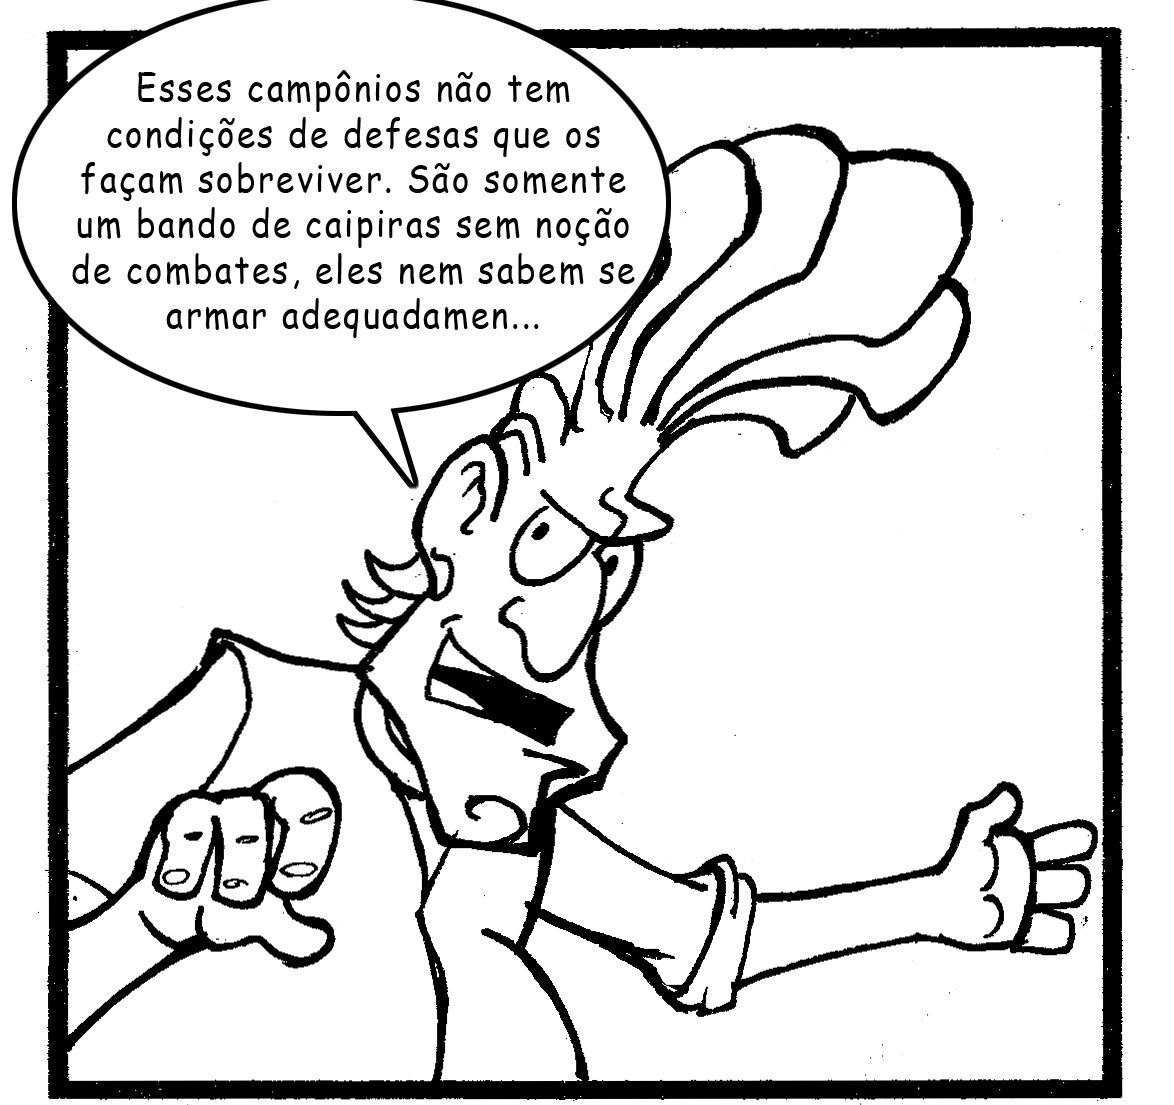 Esses campônios não tem
condições de defesas que os
façam sobreviver. São somente
um bando de caipiras sem noção
de combates, eles nem sabem se
armar adequadamen...